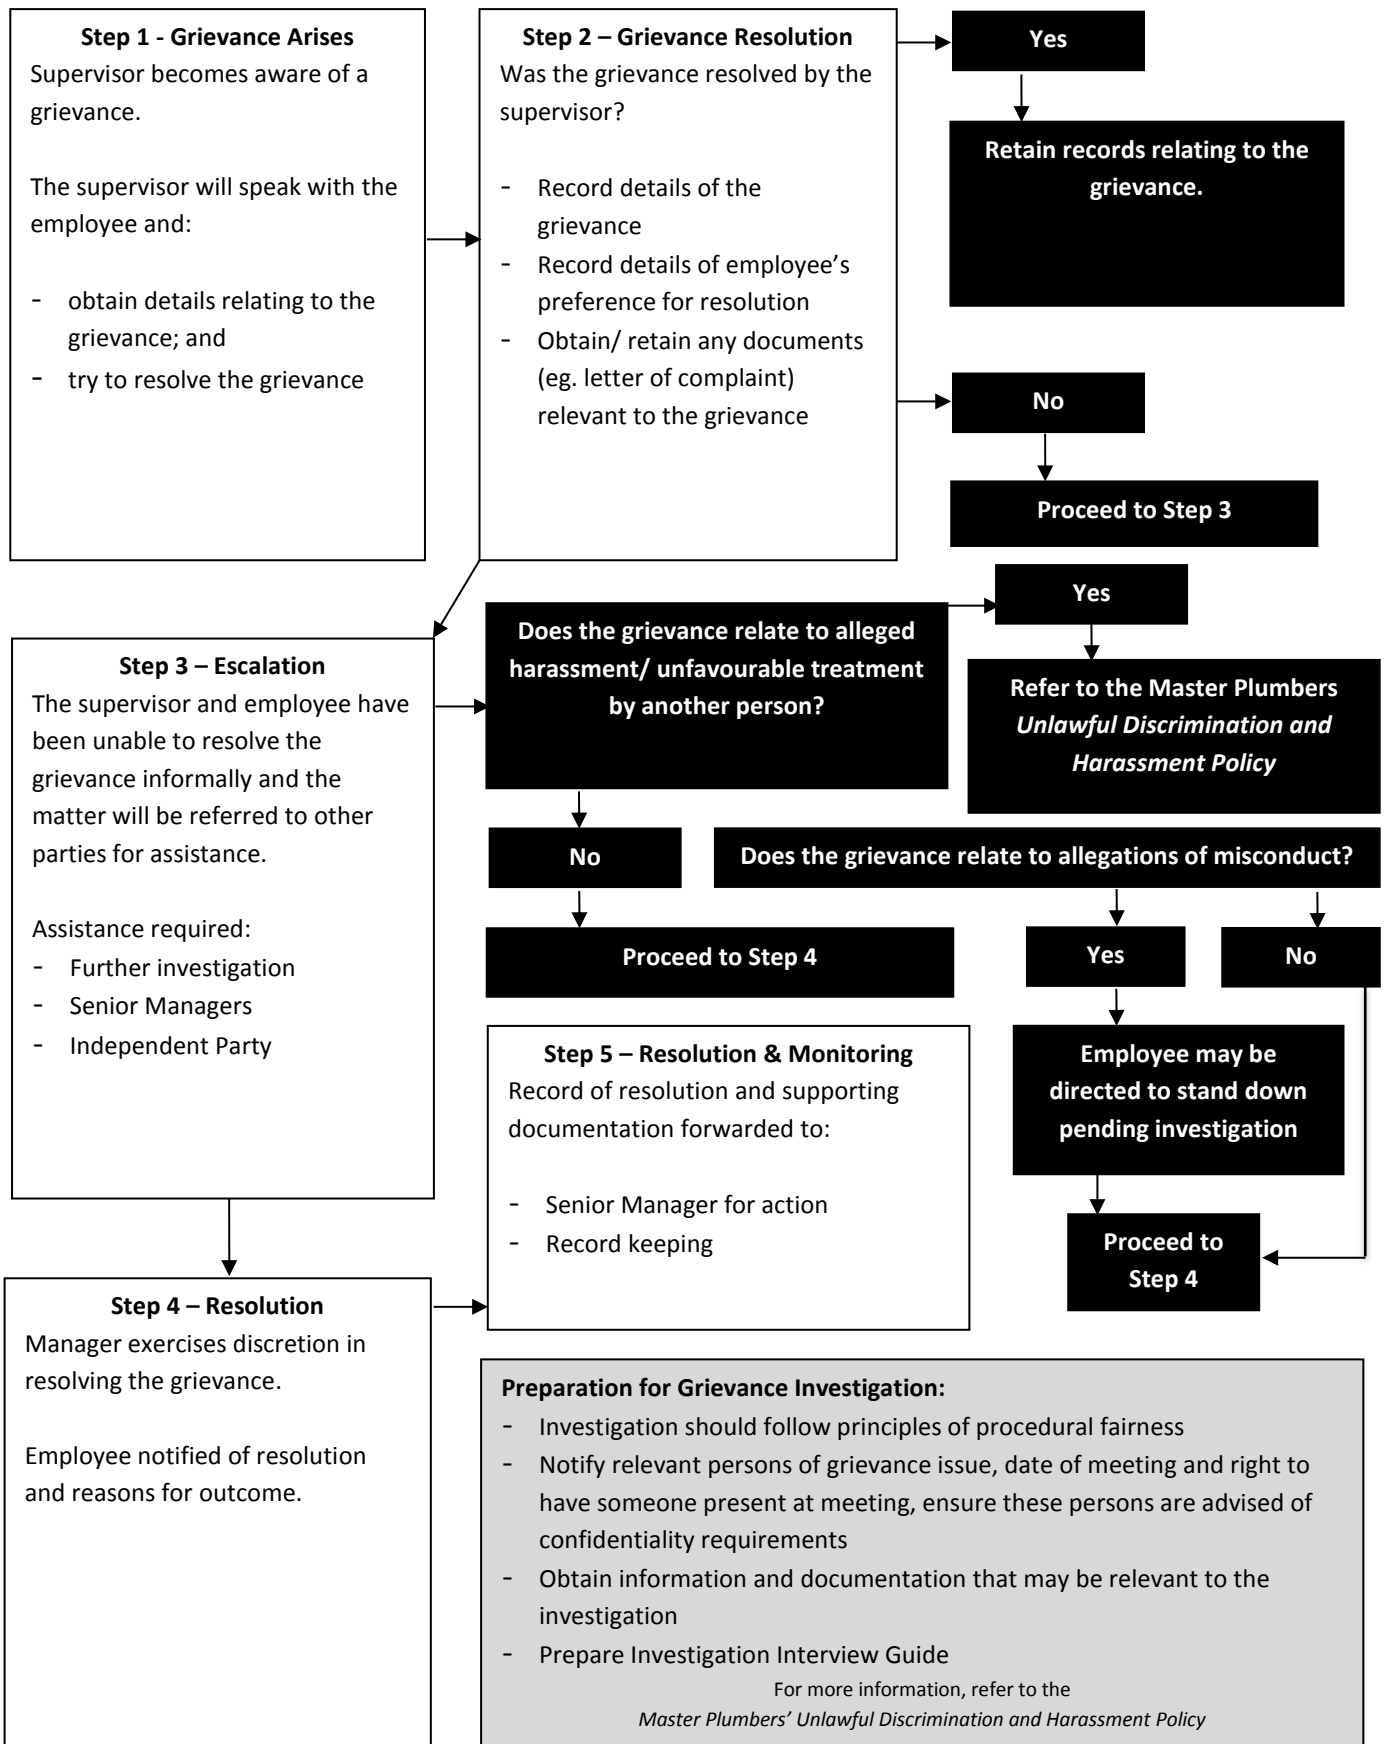 Step 1 - Grievance Arises
Supervisor becomes aware of a
grievance.
The supervisor will speak with the
employee and:
- obtain details relating to the
grievance; and
- try to resolve the grievance
Step 2 – Grievance Resolution
Was the grievance resolved by the
supervisor?
- Record details of the
grievance
- Record details of employee’s
preference for resolution
- Obtain/ retain any documents
(eg. letter of complaint)
relevant to the grievance
Yes
Retain records relating to the
grievance.
No
Proceed to Step 3
Step 3 – Escalation
The supervisor and employee have
been unable to resolve the
grievance informally and the
matter will be referred to other
parties for assistance.
Assistance required:
- Further investigation
- Senior Managers
- Independent Party
Does the grievance relate to alleged
harassment/ unfavourable treatment
by another person?
Yes
Refer to the Master Plumbers
Unlawful Discrimination and
Harassment Policy
No
Proceed to Step 4
Does the grievance relate to allegations of misconduct?
Yes
No
Employee may be
directed to stand down
pending investigation
Proceed to
Step 4
Step 4 – Resolution
Manager exercises discretion in
resolving the grievance.
Employee notified of resolution
and reasons for outcome.
Step 5 – Resolution & Monitoring
Record of resolution and supporting
documentation forwarded to:
- Senior Manager for action
- Record keeping
Preparation for Grievance Investigation:
- Investigation should follow principles of procedural fairness
- Notify relevant persons of grievance issue, date of meeting and right to
have someone present at meeting, ensure these persons are advised of
confidentiality requirements
- Obtain information and documentation that may be relevant to the
investigation
- Prepare Investigation Interview Guide
For more information, refer to the
Master Plumbers’ Unlawful Discrimination and Harassment Policy